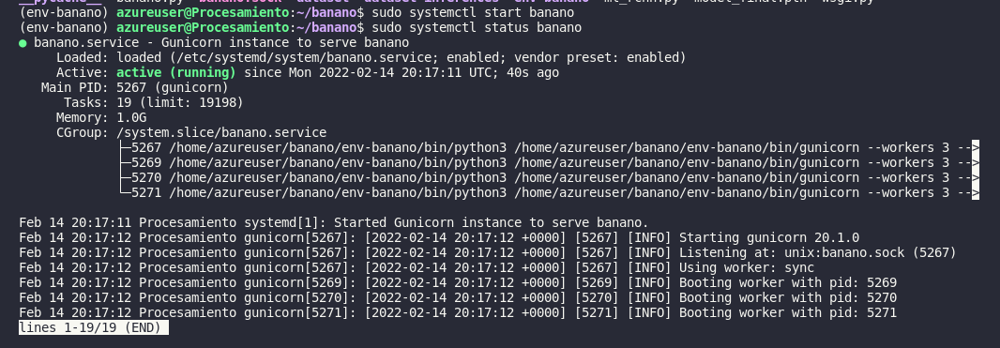 __pycache__ banano.py banano.sock dataset dataset-inferences env-banano mt_rcnn.py model_final.pth wsgi.py
(env-banano) azureuser@Procesamiento:~/banano$ sudo systemctl start banano
(env-banano) azureuser@Procesamiento:~/banano$ sudo systemctl status banano
● banano.service - Gunicorn instance to serve banano
Loaded: loaded (/etc/systemd/system/banano.service; enabled; vendor preset: enabled)
Active: active (running) since Mon 2022-02-14 20:17:11 UTC; 40s ago
Main PID: 5267 (gunicorn)
Tasks: 19 (limit: 19198)
Memory: 1.0G
CGroup: /system.slice/banano.service
├─5267 /home/azureuser/banano/env-banano/bin/python3 /home/azureuser/banano/env-banano/bin/gunicorn --workers 3 -->
├─5269 /home/azureuser/banano/env-banano/bin/python3 /home/azureuser/banano/env-banano/bin/gunicorn --workers 3 -->
├─5270 /home/azureuser/banano/env-banano/bin/python3 /home/azureuser/banano/env-banano/bin/gunicorn --workers 3 -->
└─5271 /home/azureuser/banano/env-banano/bin/python3 /home/azureuser/banano/env-banano/bin/gunicorn --workers 3 -->
Feb 14 20:17:11 Procesamiento systemd[1]: Started Gunicorn instance to serve banano.
Feb 14 20:17:12 Procesamiento gunicorn[5267]: [2022-02-14 20:17:12 +0000] [5267] [INFO] Starting gunicorn 20.1.0
Feb 14 20:17:12 Procesamiento gunicorn[5267]: [2022-02-14 20:17:12 +0000] [5267] [INFO] Listening at: unix:banano.sock (5267)
Feb 14 20:17:12 Procesamiento gunicorn[5267]: [2022-02-14 20:17:12 +0000] [5267] [INFO] Using worker: sync
Feb 14 20:17:12 Procesamiento gunicorn[5269]: [2022-02-14 20:17:12 +0000] [5269] [INFO] Booting worker with pid: 5269
Feb 14 20:17:12 Procesamiento gunicorn[5270]: [2022-02-14 20:17:12 +0000] [5270] [INFO] Booting worker with pid: 5270
Feb 14 20:17:12 Procesamiento gunicorn[5271]: [2022-02-14 20:17:12 +0000] [5271] [INFO] Booting worker with pid: 5271
lines 1-19/19 (END)